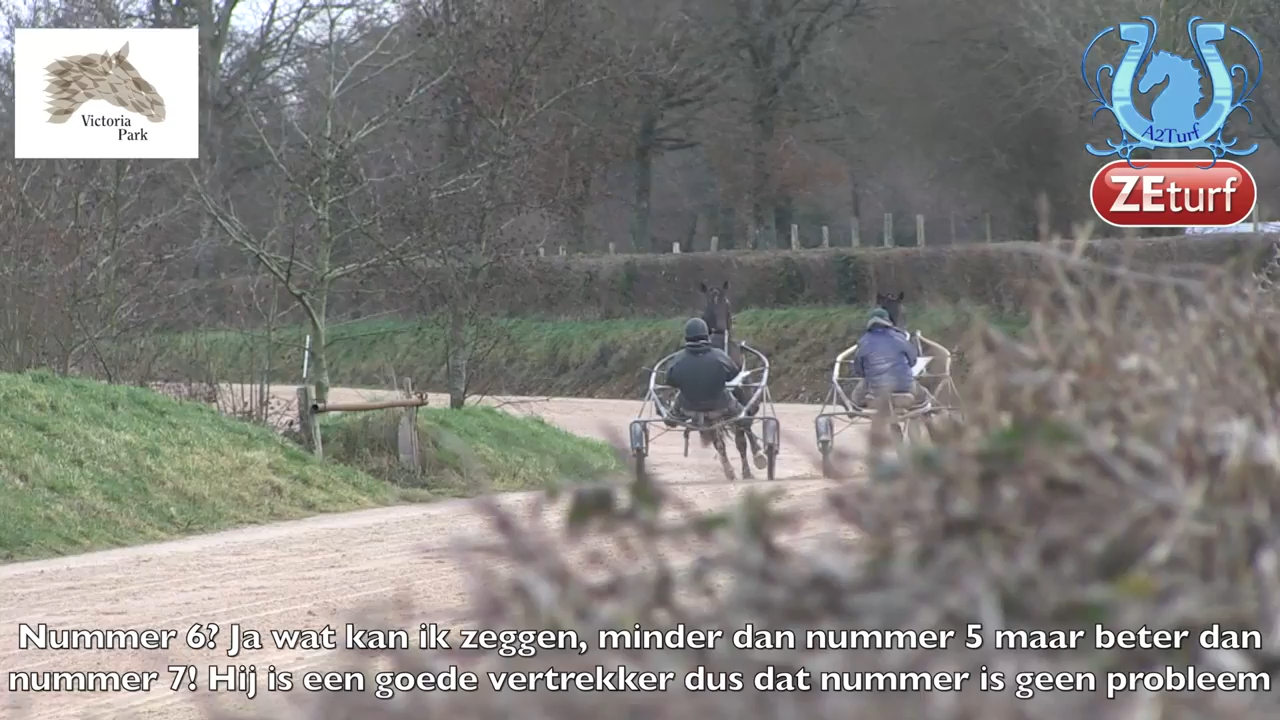 Victoria
Park
A2Turf
ZEturf
Nummer 6? Ja wat kan ik zeggen, minder dan nummer 5 maar beter dan
nummer 7! Hij is een goede vertrekker dus dat nummer is geen probleem